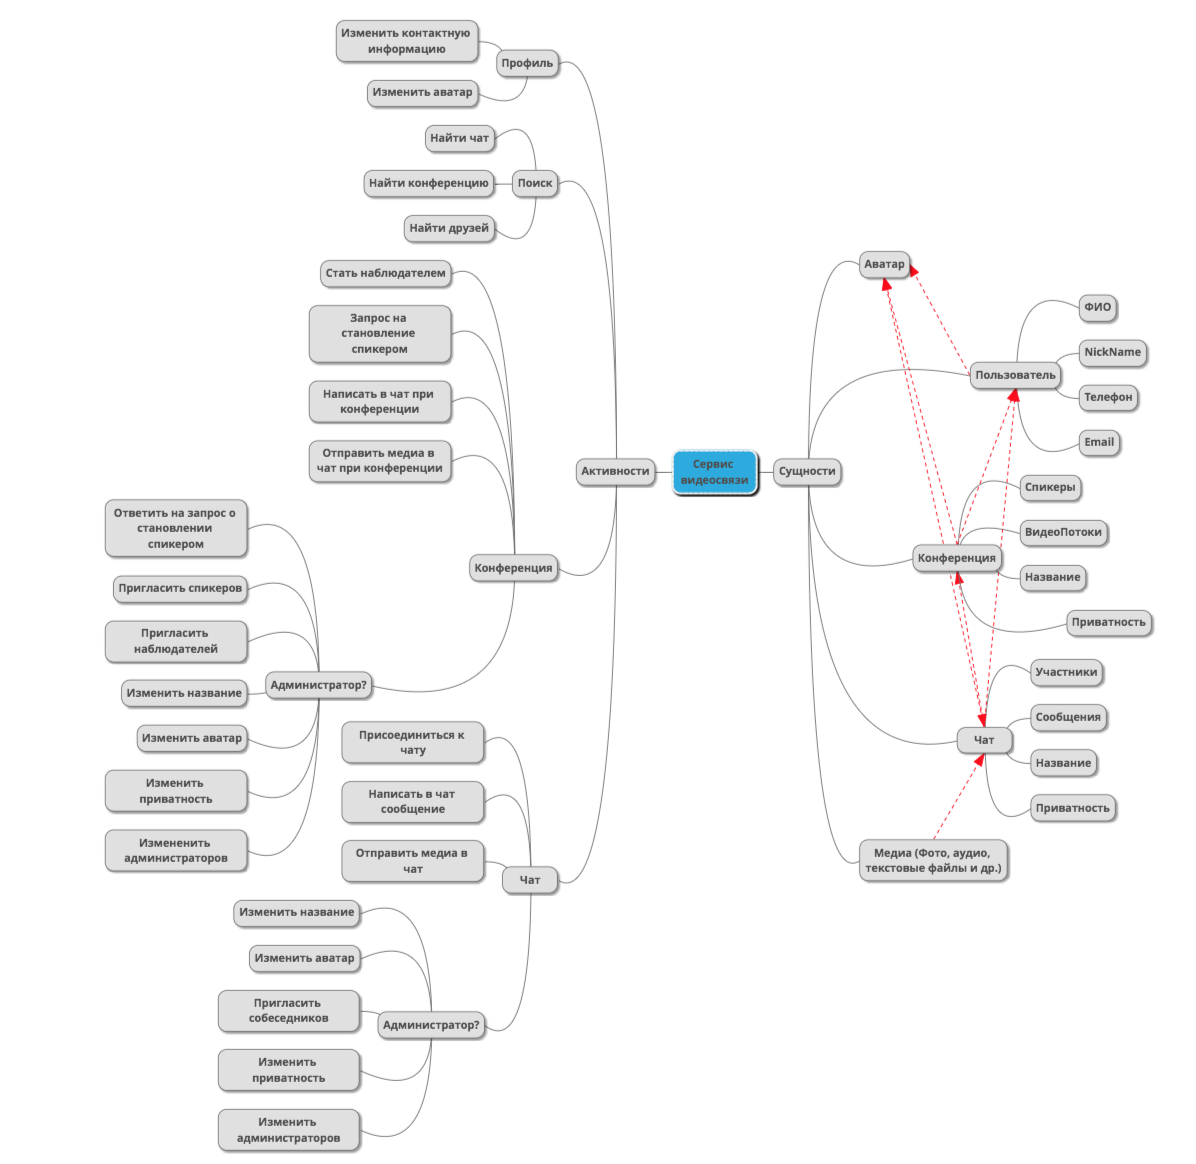 Изменить контактную
информацию
Профиль
Изменить аватар
Найти чат
Найти конференцию
Поиск
Найти друзей
Стать наблюдателем
Запрос на
становление
спикером
Написать в чат при
конференции
Отправить медиа в
чат при конференции
Активности
Сервис
видеосвязи
Сущности
Ответить на запрос о
становлении
спикером
Конференция
Пригласить спикеров
Пригласить
наблюдателей
Администратор?
Изменить название
Изменить аватар
Изменить
приватность
Измененить
администраторов
Присоединиться к
чату
Написать в чат
сообщение
Отправить медиа в
чат
Чат
Изменить название
Изменить аватар
Пригласить
собеседников
Администратор?
Изменить
приватность
Изменить
администраторов
Аватар
ФИО
NickName
Пользователь
Телефон
Email
Спикеры
ВидеоПотоки
Конференция
Название
Приватность
Участники
Сообщения
Чат
Название
Приватность
Медиа (Фото, аудио,
текстовые файлы и др.)